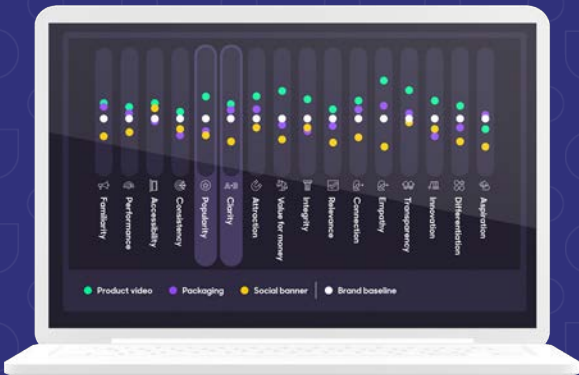 Familiarity
Performance
Accessibility
Consistency
Popularity
Clarity
Attraction
Value for money
Integrity
Relevance
Connection
Empathy
Transparency
Innovation
Differentiation
Aspiration
Product video
Packaging
Social banner
Brand baseline